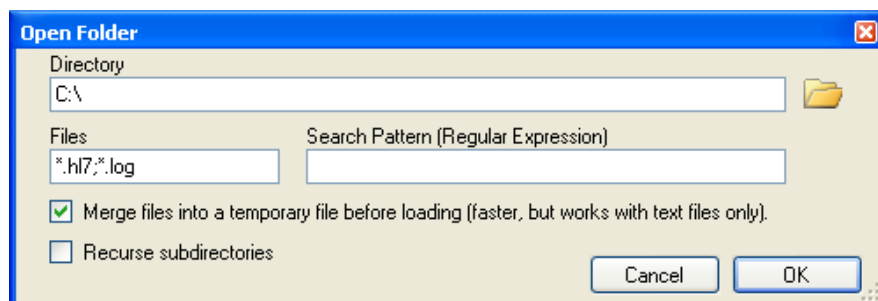 Open Folder
Directory
C:\
Files
Search Pattern (Regular Expression)
*.hl7;*.log
Merge files into a temporary file before loading (faster, but works with text files only).
Recurse subdirectories
Cancel
OK